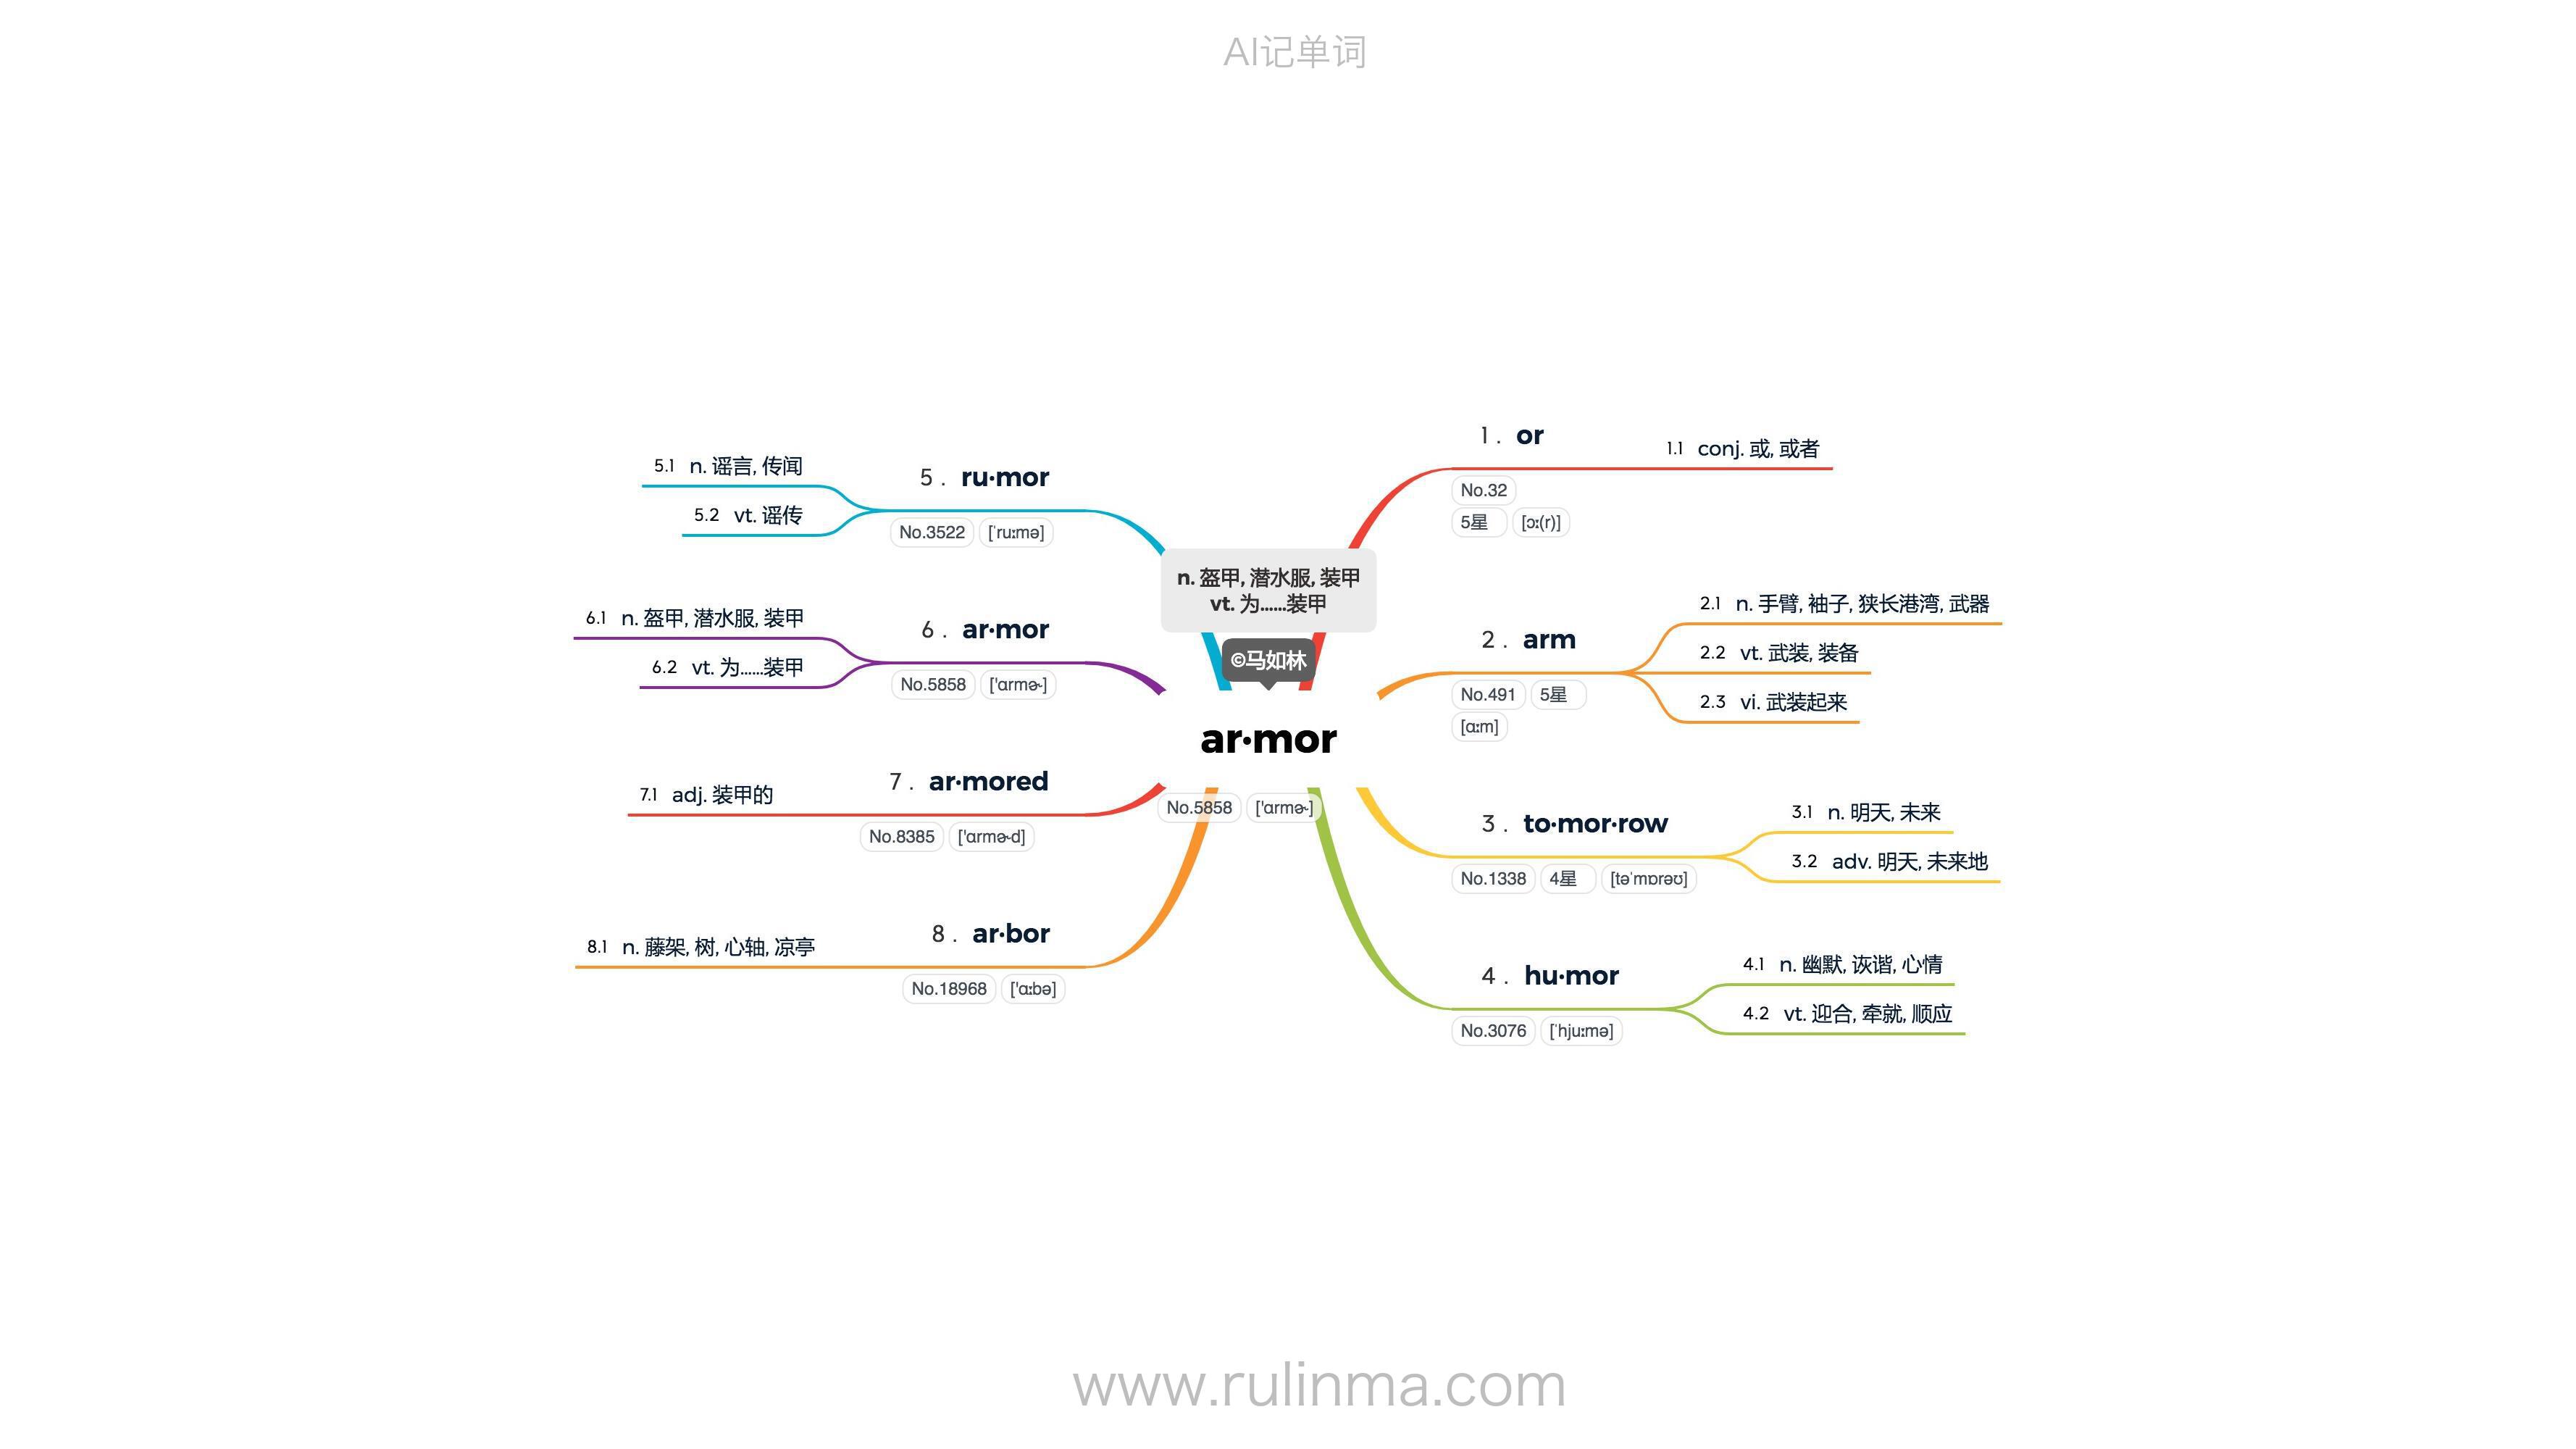 AI记单词
n. 盔甲, 潜水服, 装甲
vt. 为……装甲
©马如林
ar·mor
No.5858 ['ɑrmɚ]
1 . or
No.32
5星 [ɔː(r)]
1.1 conj. 或, 或者
2 . arm
No.491 5星
[ɑːm]
2.1 n. 手臂, 袖子, 狭长港湾, 武器
2.2 vt. 武装, 装备
2.3 vi. 武装起来
3 . to·mor·row
No.1338 4星 [təˈmɒrəʊ]
3.1 n. 明天, 未来
3.2 adv. 明天, 未来地
4 . hu·mor
No.3076 [ˈhjuːmə]
4.1 n. 幽默, 诙谐, 心情
4.2 vt. 迎合, 牵就, 顺应
5 . ru·mor
No.3522 [ˈruːmə]
5.1 n. 谣言, 传闻
5.2 vt. 谣传
6 . ar·mor
No.5858 ['ɑrmɚ]
6.1 n. 盔甲, 潜水服, 装甲
6.2 vt. 为……装甲
7 . ar·mored
No.8385 ['ɑrmɚd]
7.1 adj. 装甲的
8 . ar·bor
No.18968 ['ɑːbə]
8.1 n. 藤架, 树, 心轴, 凉亭
www.rulinma.com